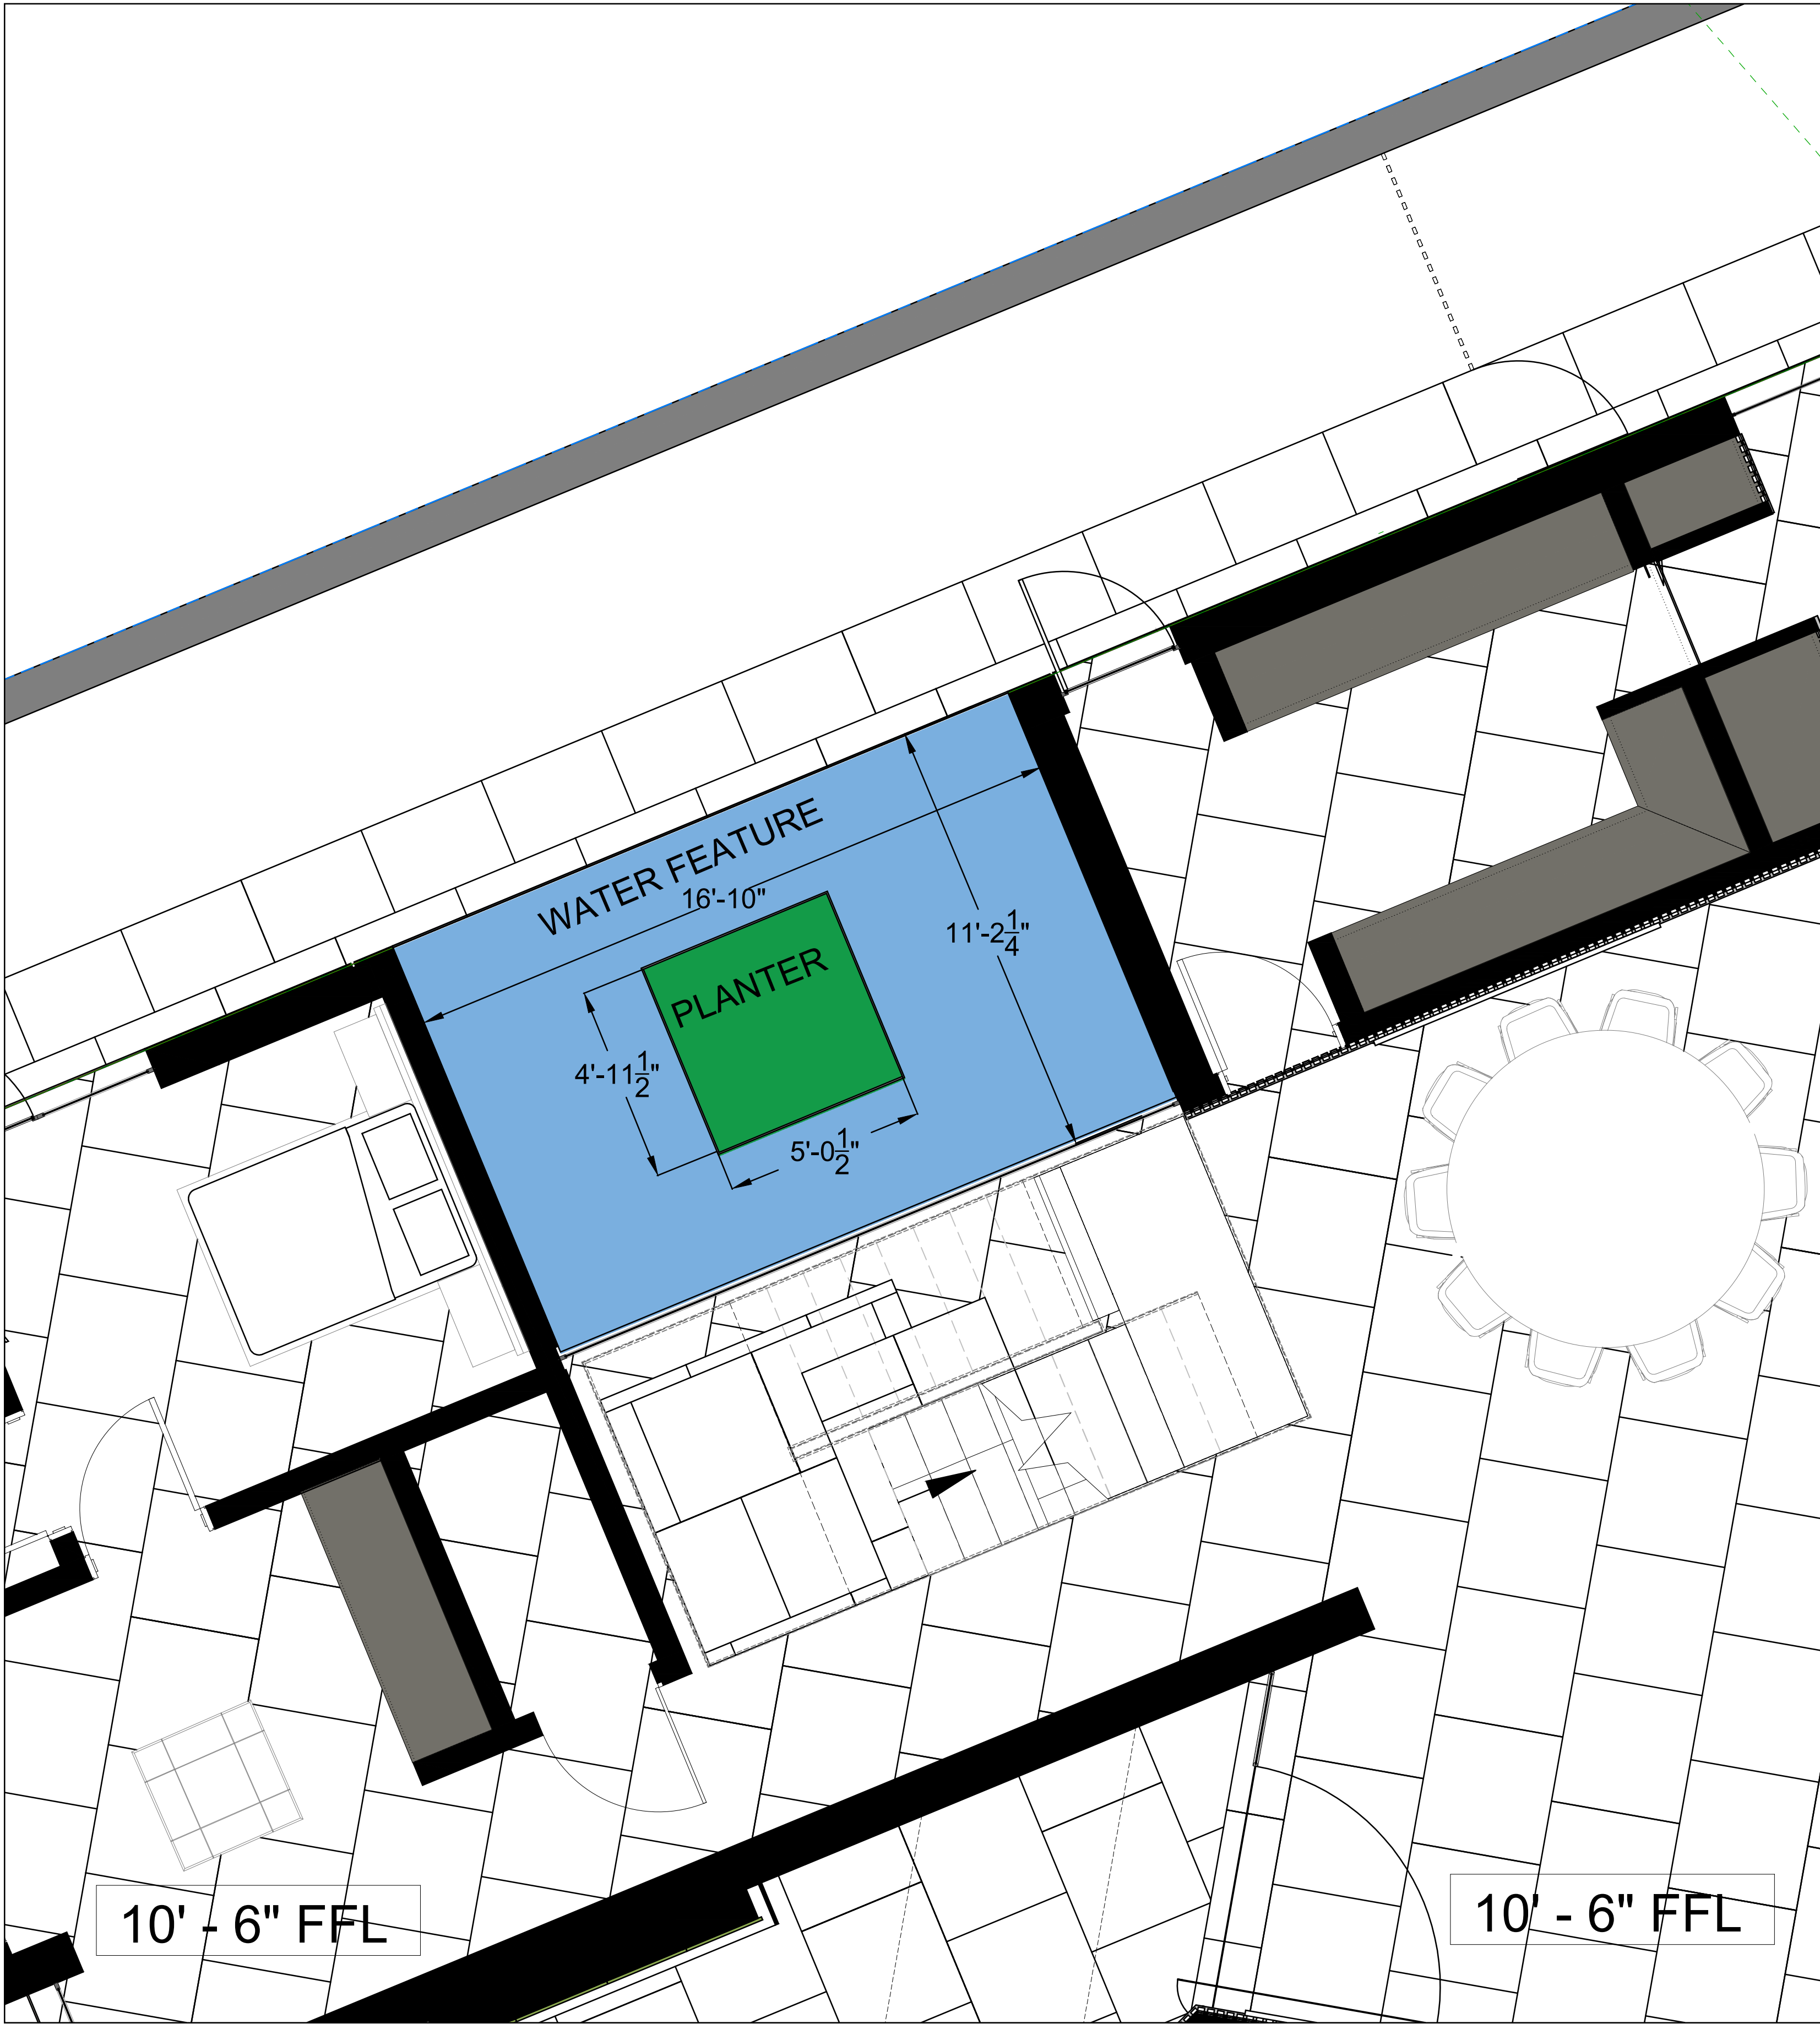 WATER FEATURE
16'-10"
11'-2 1/4"
PLANTER
4'-11 1/2"
5'-0 1/2"
10' - 6" FFL
10' - 6" FFL